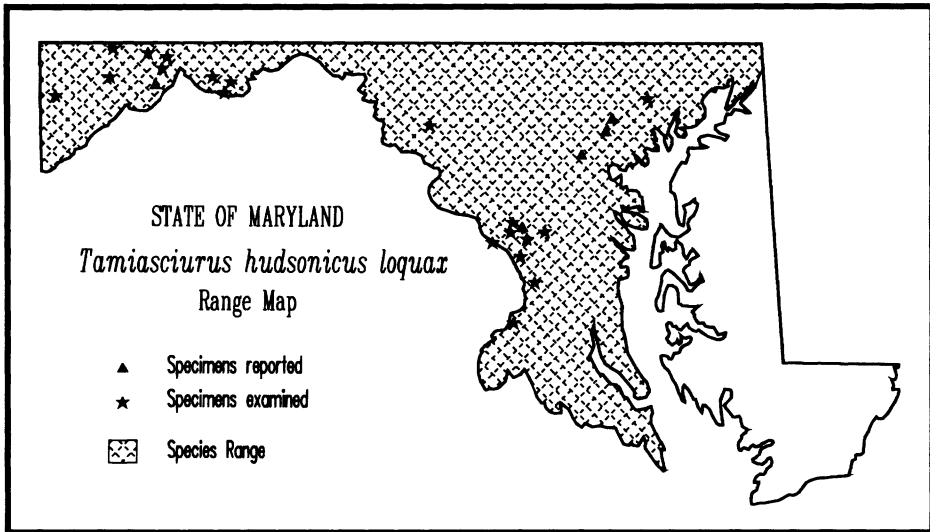 STATE OF MARYLAND
Tamiasciurus hudsonicus loquax
Range Map
Specimens reported
Specimens examined
Species Range